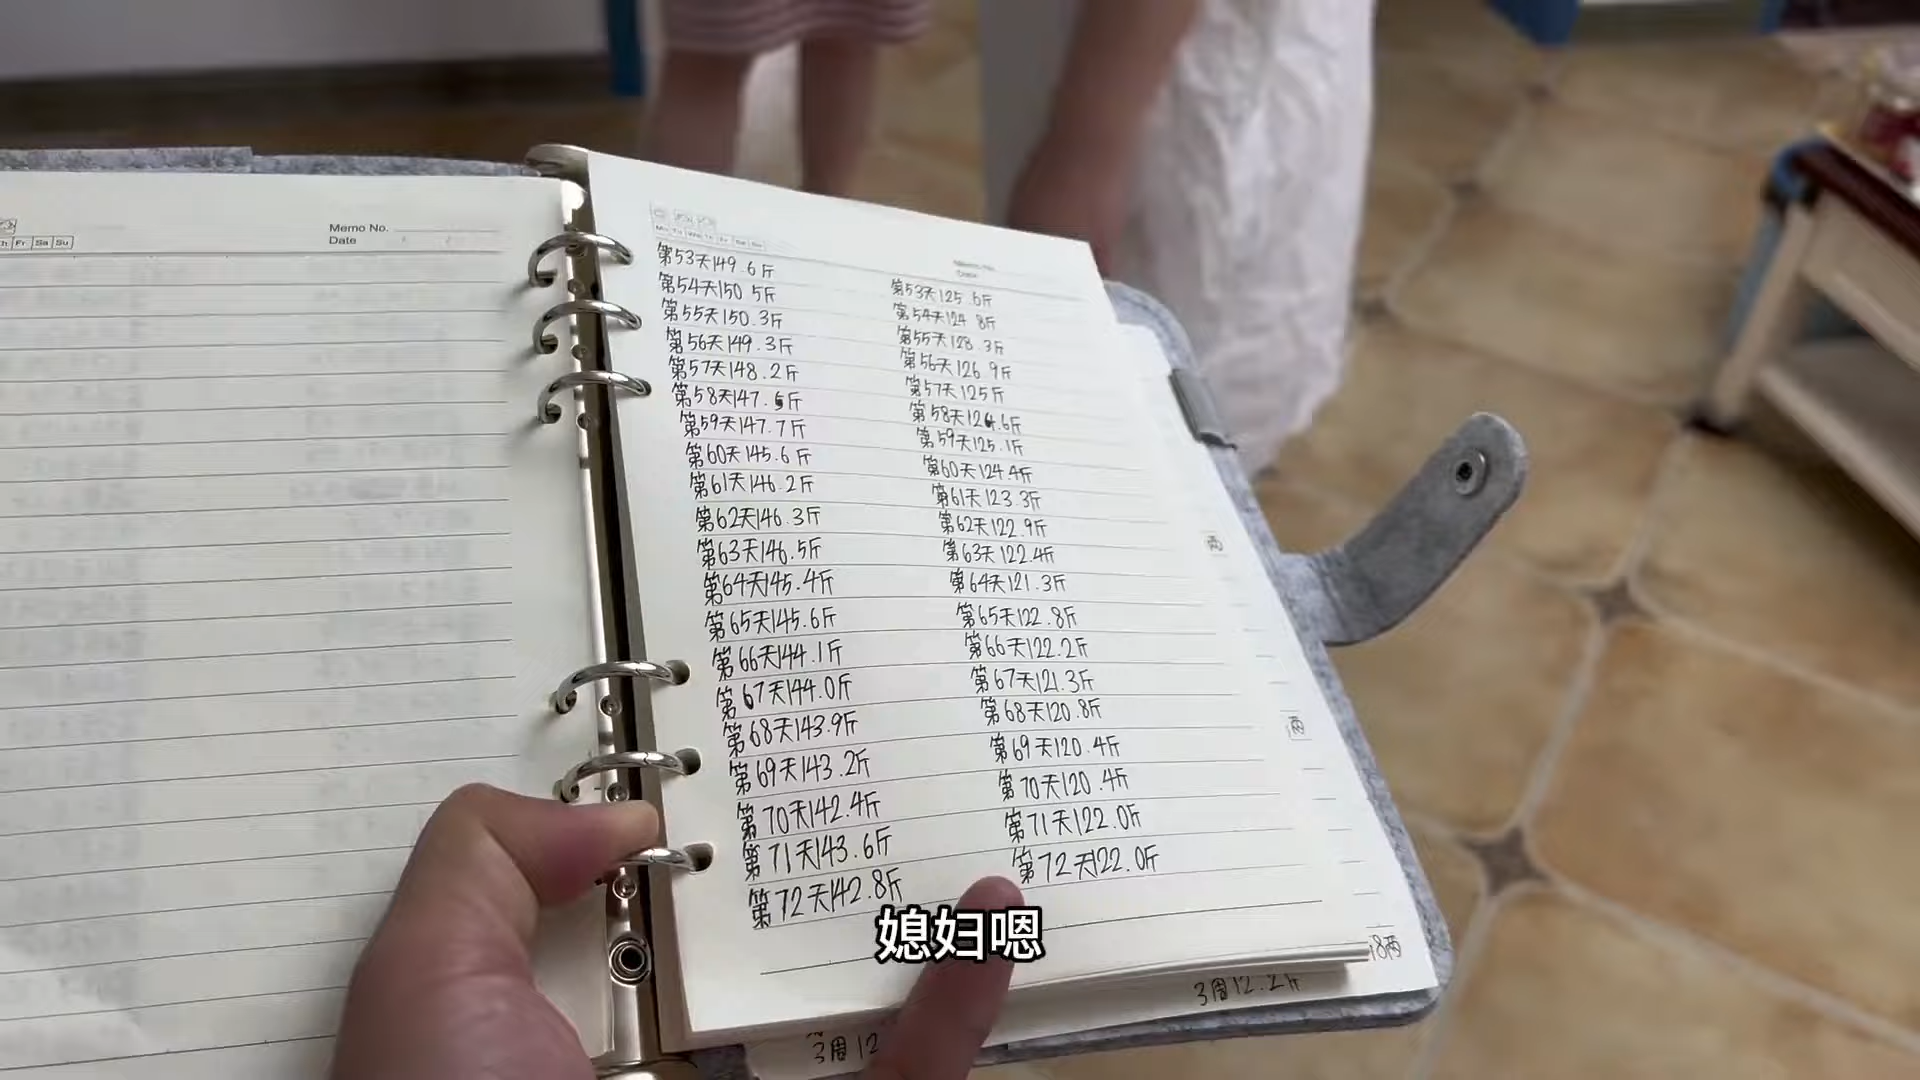 Memo No.
Date
Fr Sa Su
第53天149.6斤
第54天150 5斤
第55天150.3斤
第56天149.3斤
第57天148.2斤
第58天147.5斤
第59天147.7斤
第60天145.6斤
第61天146.2斤
第62天146.3斤
第63天146.5斤
第64天145.4斤
第65天145.6斤
第66天144.1斤
第67天144.0斤
第68天143.9斤
第69天143.2斤
第70天142.4斤
第71天143.6斤
第72天142.8斤
第53天125.6斤
第54天124 8斤
第55天128.3斤
第56天126 9斤
第57天125斤
第58天124.6斤
第59天125.1斤
第60天124.4斤
第61天123.3斤
第62天122.9斤
第63天122.4斤
第64天121.3斤
第65天122.8斤
第66天122.2斤
第67天121.3斤
第68天120.8斤
第69天120.4斤
第70天120.4斤
第71天122.0斤
第72天122.0斤
两
两
8两
3周12.2斤
3周12
媳妇嗯